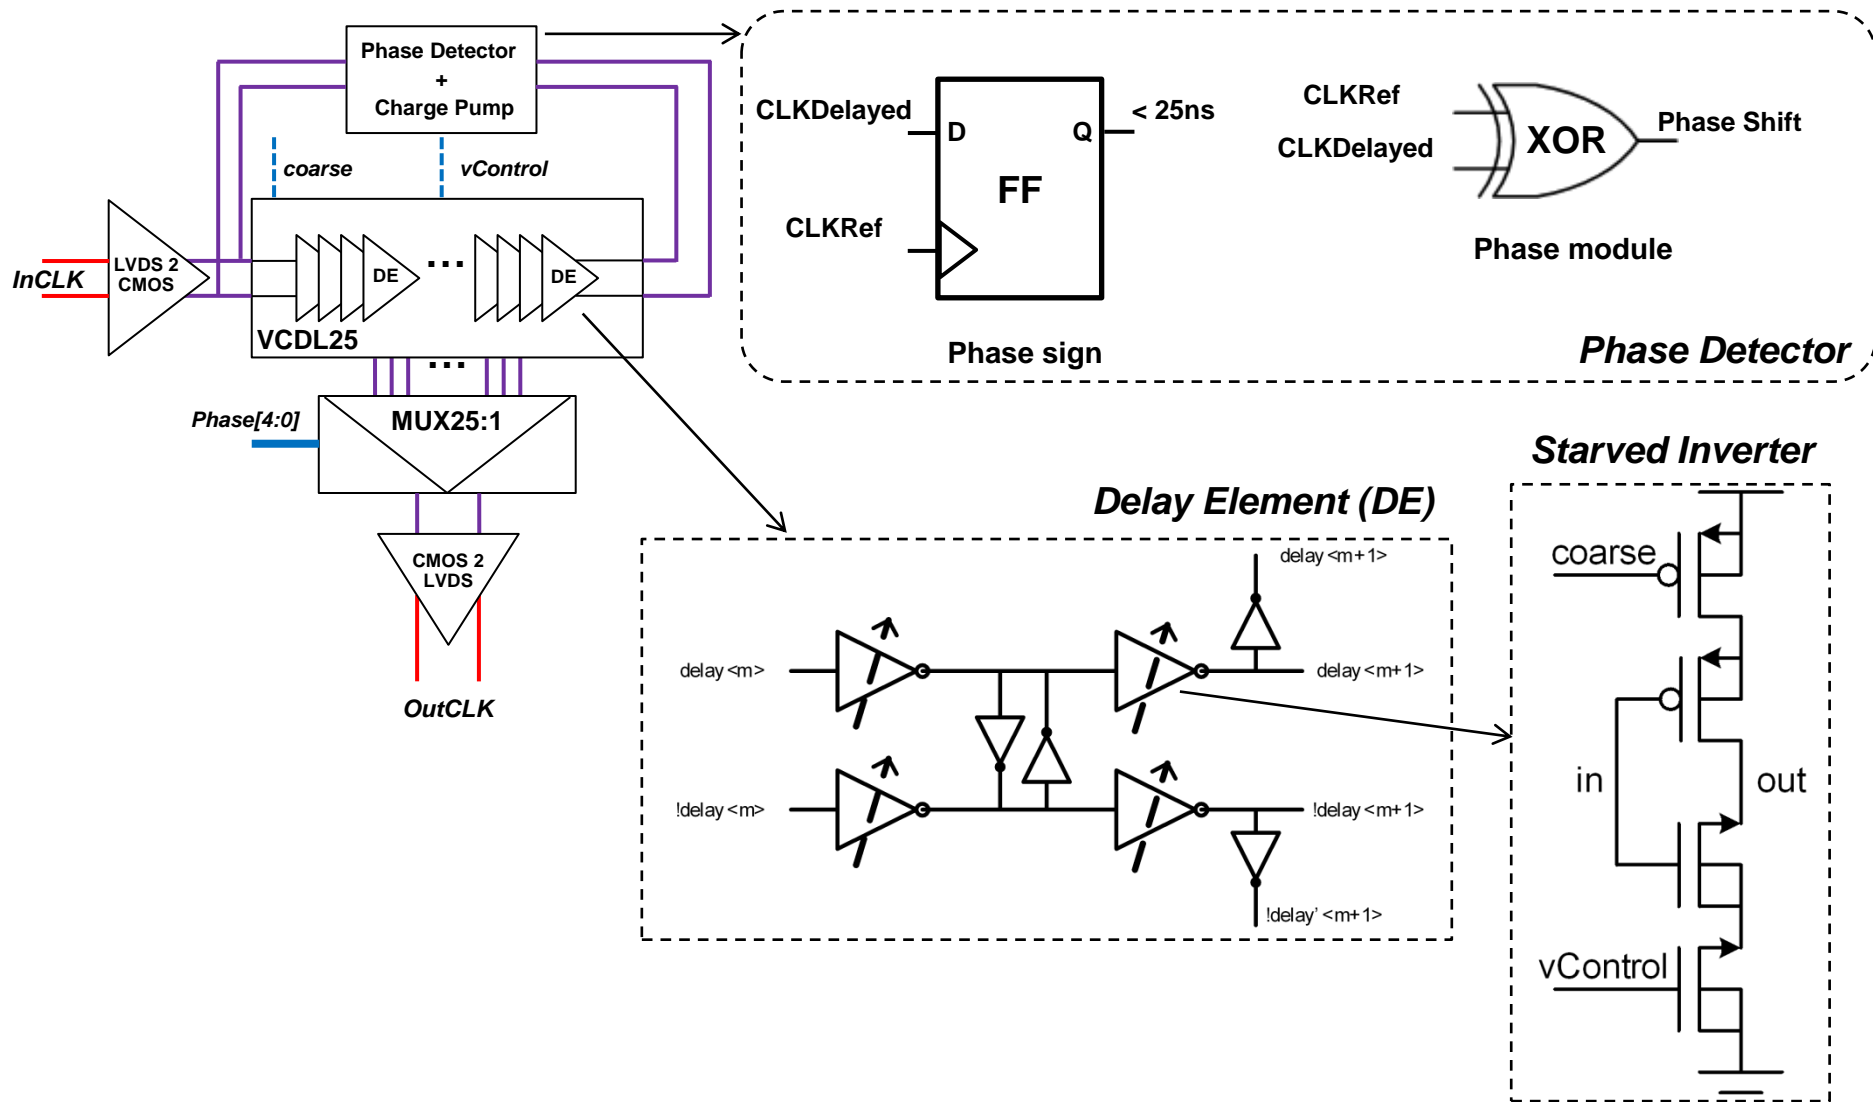 Phase Detector
+
Charge Pump
coarse
vControl
InCLK
LVDS 2
CMOS
DE
...
DE
VCDL25
...
Phase[4:0]
MUX25:1
CMOS 2
LVDS
OutCLK
CLKDelayed
D
Q
< 25ns
FF
CLKRef
Phase sign
CLKRef
CLKDelayed
XOR
Phase Shift
Phase module
Phase Detector
Delay Element (DE)
delay<m+1>
delay<m>
delay<m+1>
!delay<m>
!delay<m+1>
!delay'<m+1>
Starved Inverter
coarse
in
out
vControl